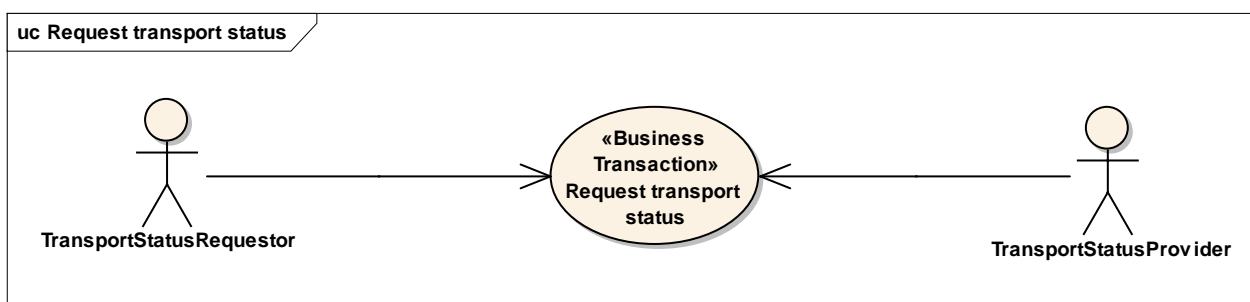 uc Request transport status
«Business
Transaction»
Request transport
status
TransportStatusRequestor
TransportStatusProvider